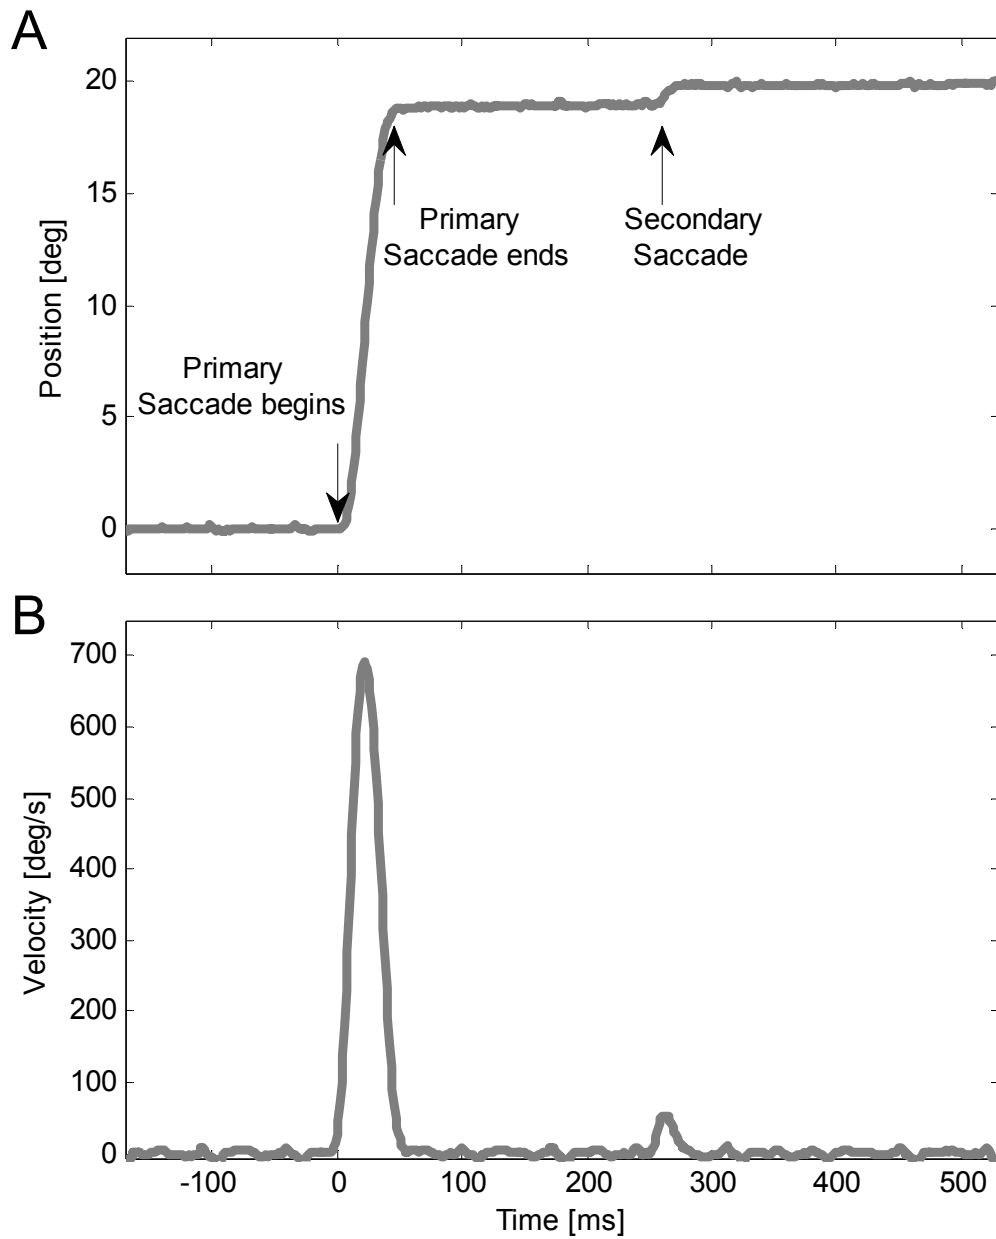 A
20
15
10
5
0
Position [deg]
Primary
Saccade begins
Primary
Saccade ends
Secondary
Saccade
B
700
600
500
400
300
200
100
0
Velocity [deg/s]
-100 0 100 200 300 400 500
Time [ms]